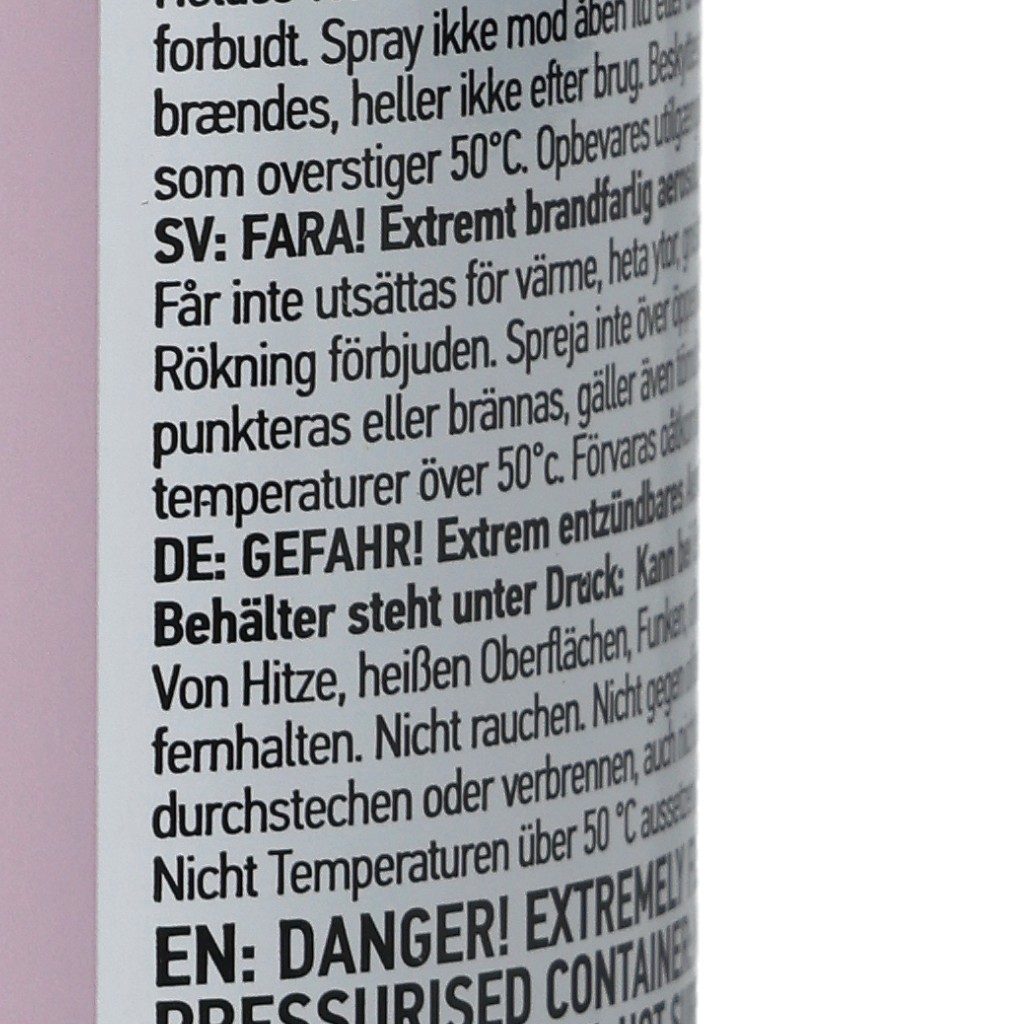 forbudt. Spray ikke mod åben ild
brændes, heller ikke efter brug.
som overstiger 50°C. Opbevares
SV: FARA! Extremt brandfarlig
Får inte utsättas för värme, heta ytor,
Rökning förbjuden. Spreja inte över
punkteras eller brännas, gäller även
temperaturer över 50°c. Förvaras
DE: GEFAHR! Extrem entzündbares
Behälter steht unter Druck: Kann
Von Hitze, heißen Oberflächen, Funken,
fernhalten. Nicht rauchen. Nicht gegen
durchstechen oder verbrennen, auch
Nicht Temperaturen über 50 °C
EN: DANGER! EXTREMELY
PRESSURISED CONTAINER